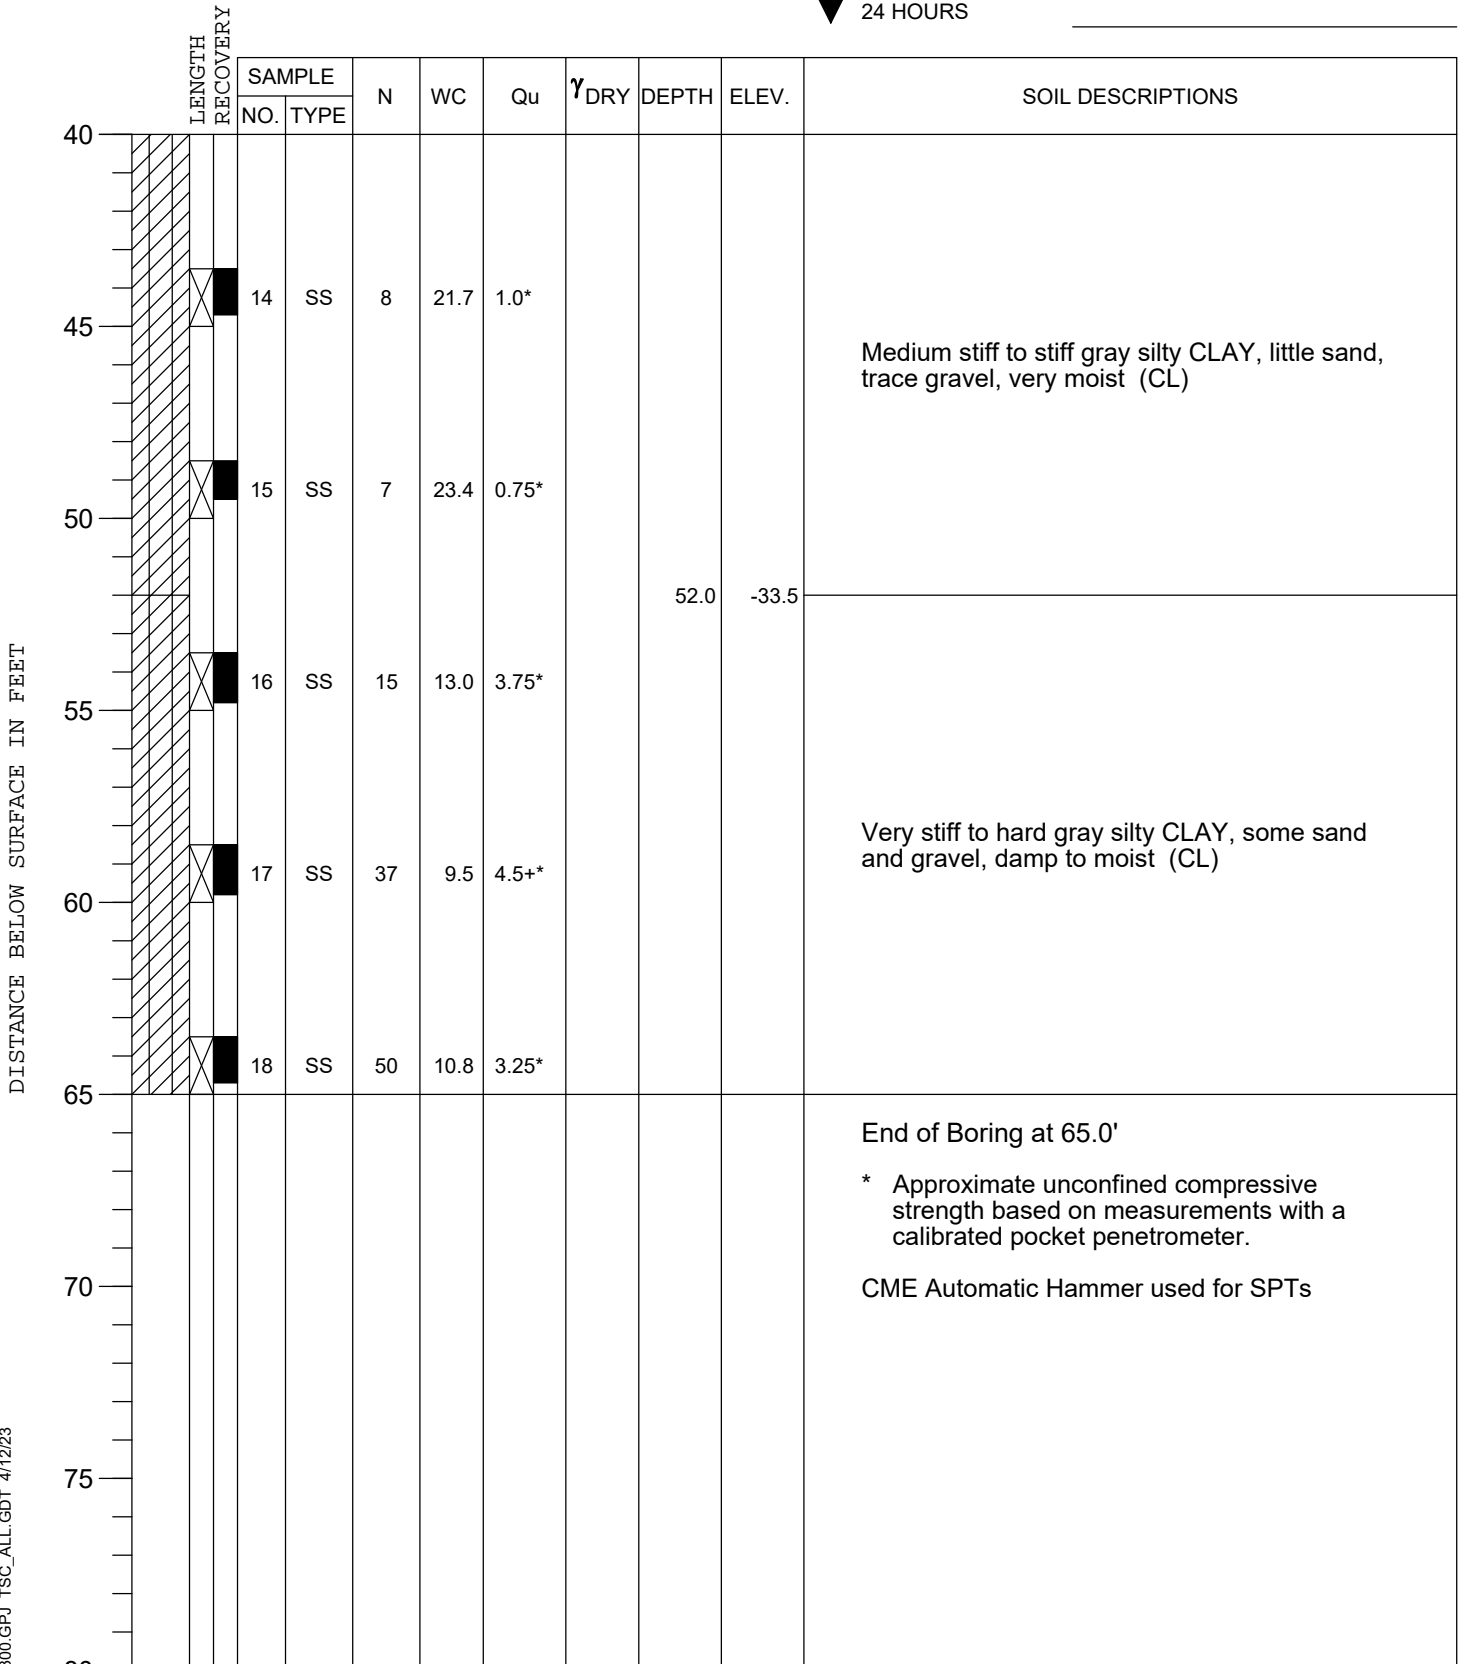 24 HOURS
LENGTH
RECOVERY
SAMPLE
NO. TYPE
N
WC
Qu
γDRY
DEPTH
ELEV.
SOIL DESCRIPTIONS
40
14 SS 8 21.7 1.0*
45
Medium stiff to stiff gray silty CLAY, little sand,
trace gravel, very moist (CL)
15 SS 7 23.4 0.75*
50
52.0 -33.5
16 SS 15 13.0 3.75*
55
Very stiff to hard gray silty CLAY, some sand
and gravel, damp to moist (CL)
17 SS 37 9.5 4.5+*
60
18 SS 50 10.8 3.25*
65
End of Boring at 65.0'
* Approximate unconfined compressive
strength based on measurements with a
calibrated pocket penetrometer.
70
CME Automatic Hammer used for SPTs
75
DISTANCE BELOW SURFACE IN FEET
00.GPJ TSC_ALL.GDT 4/12/23